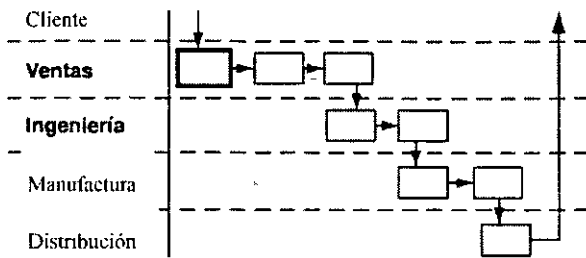 Cliente
Ventas
Ingeniería
Manufactura
Distribución